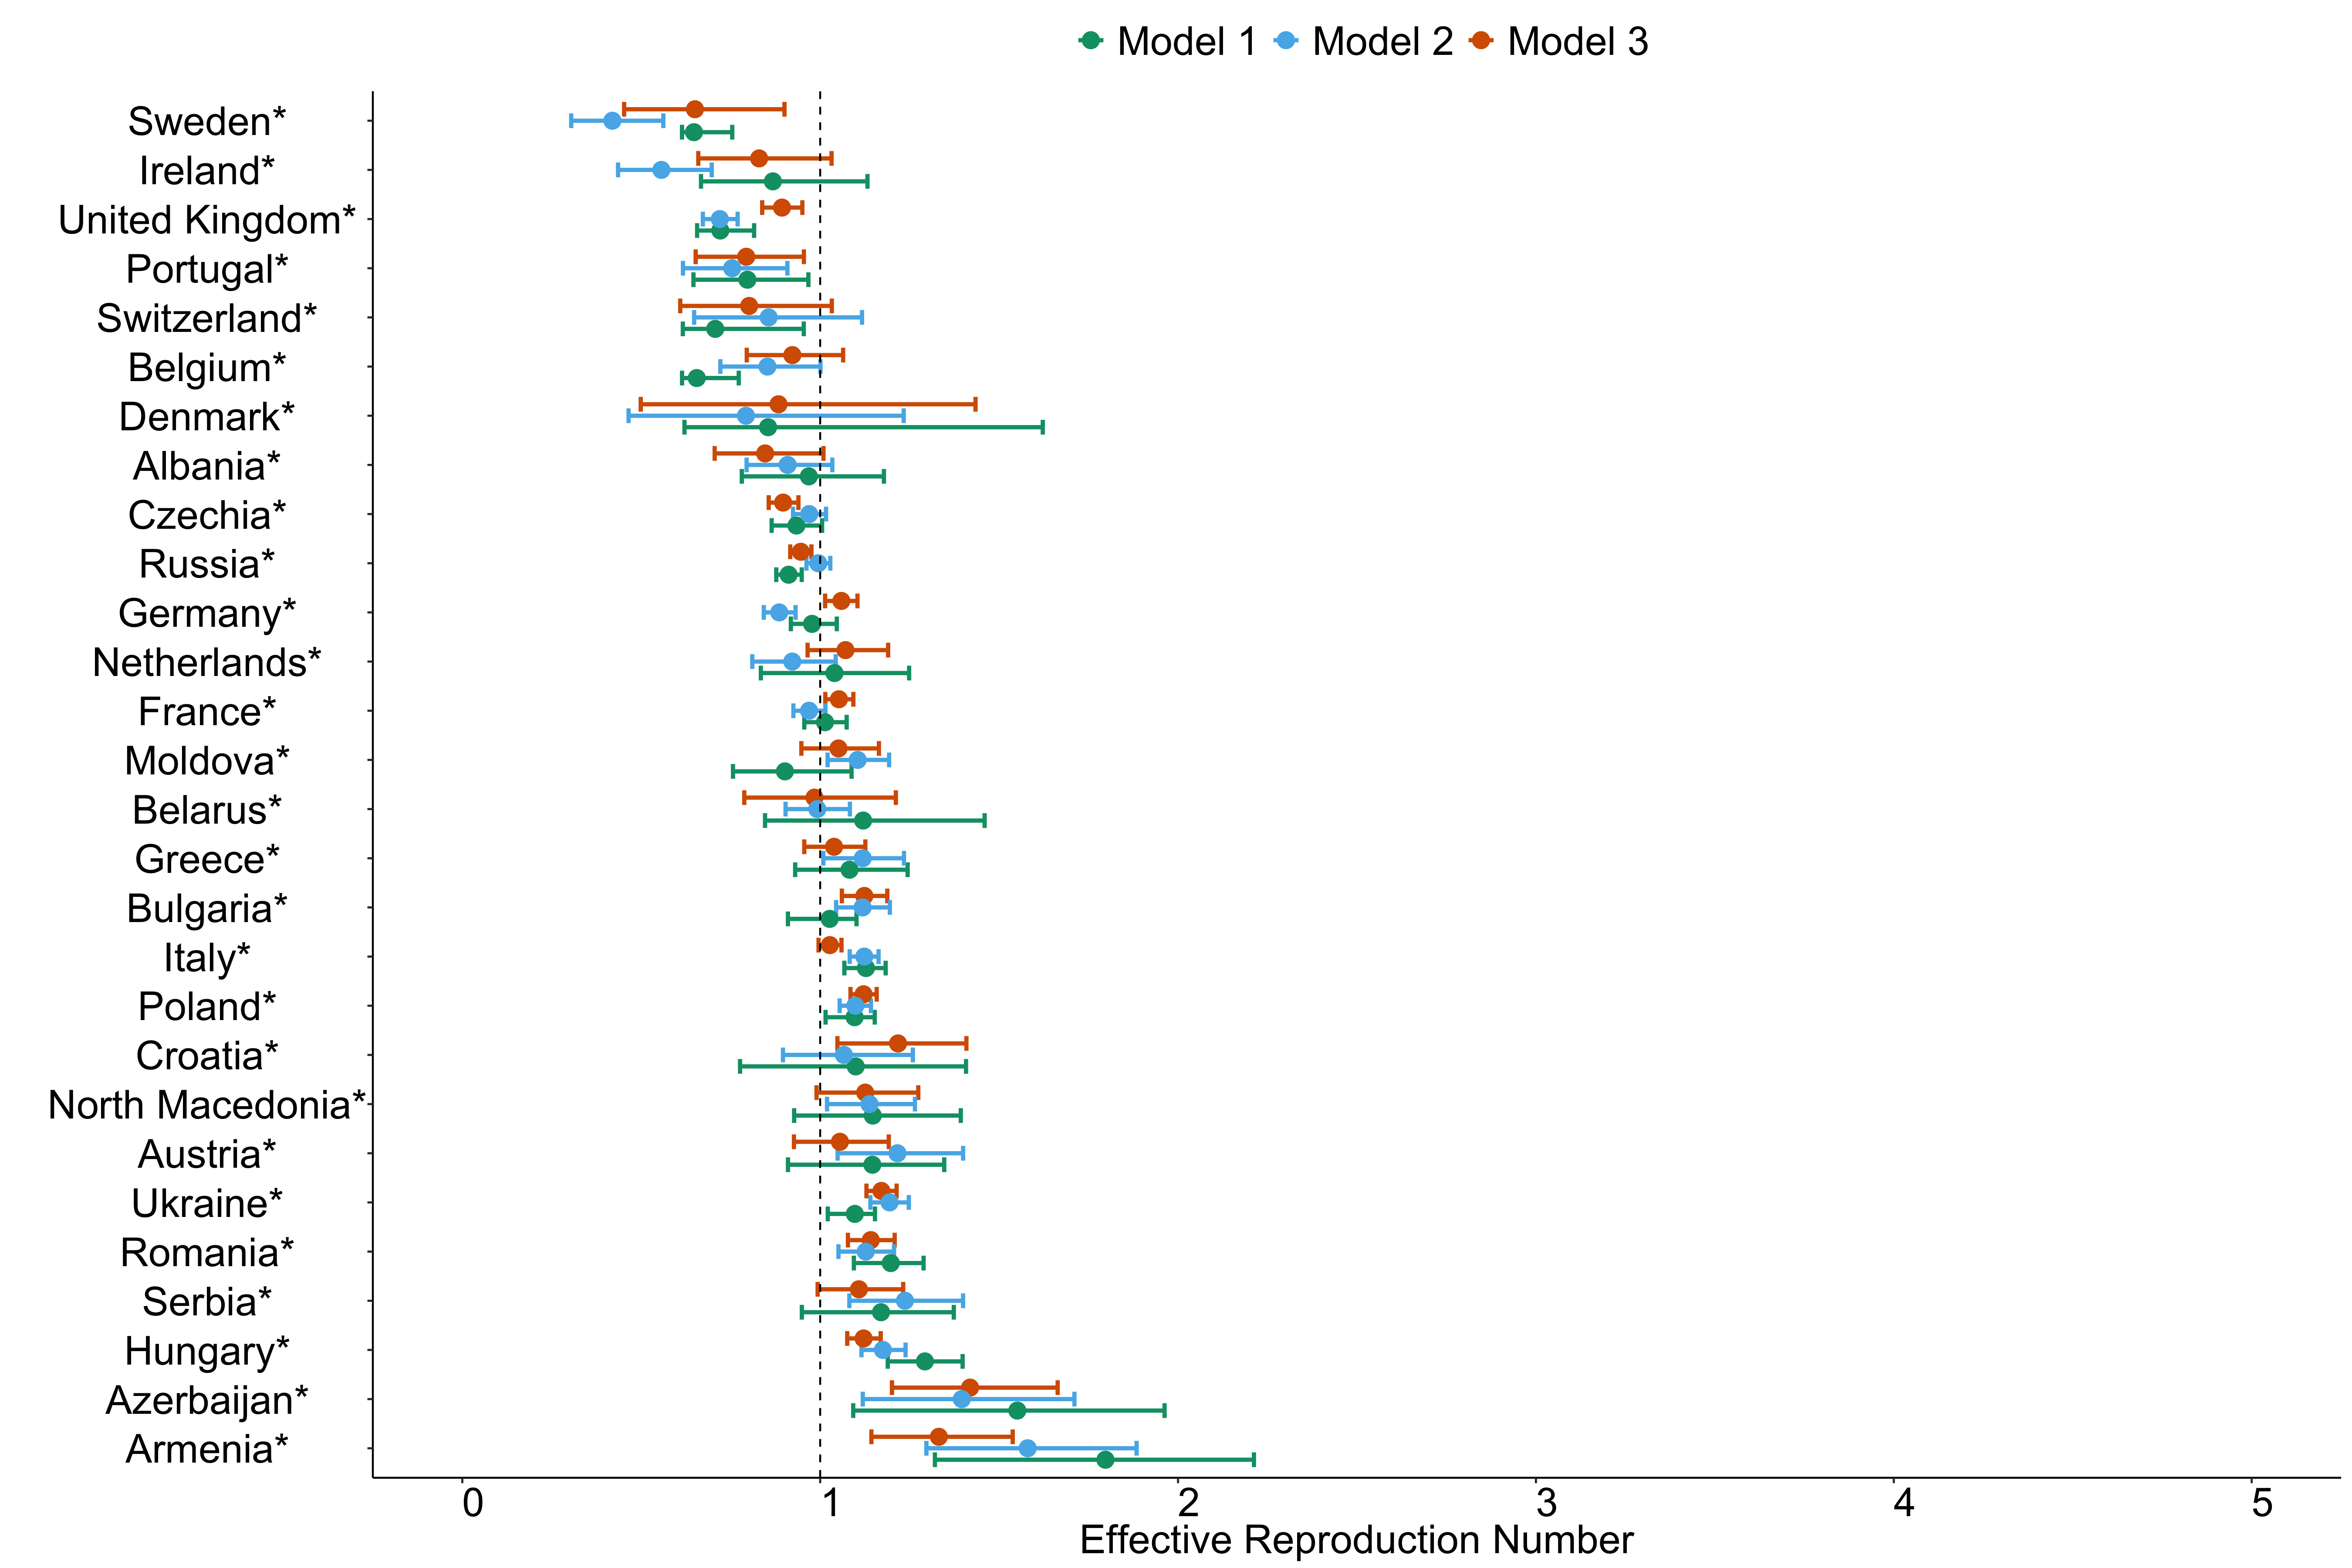 Model 1 Model 2 Model 3
Sweden*
Ireland*
United Kingdom*
Portugal*
Switzerland*
Belgium*
Denmark*
Albania*
Czechia*
Russia*
Germany*
Netherlands*
France*
Moldova*
Belarus*
Greece*
Bulgaria*
Italy*
Poland*
Croatia*
North Macedonia*
Austria*
Ukraine*
Romania*
Serbia*
Hungary*
Azerbaijan*
Armenia*
0 1 2 3 4 5
Effective Reproduction Number